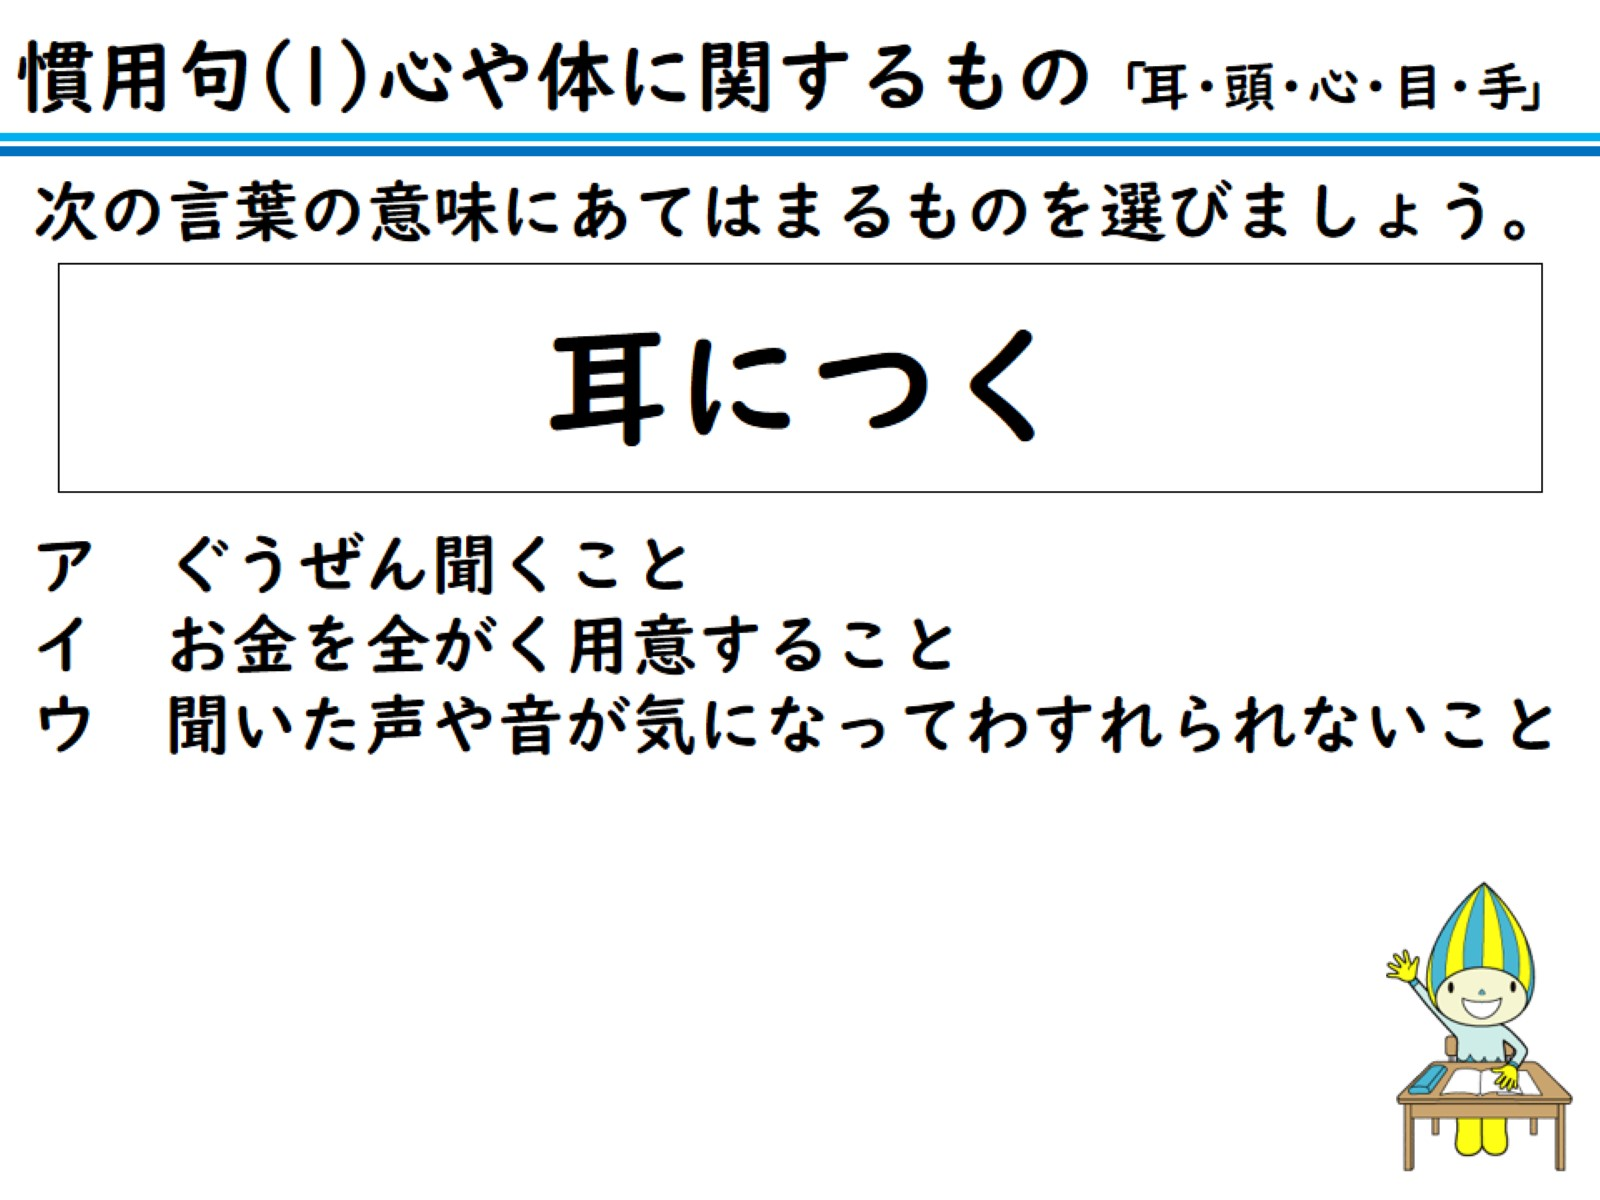 慣用句(1)心や体に関するもの「耳・頭・心・目・手」
次の言葉の意味にあてはまるものを選びましょう。
耳につく
ア　ぐうぜん聞くこと
イ　お金を全がく用意すること
ウ　聞いた声や音が気になってわすれられないこと